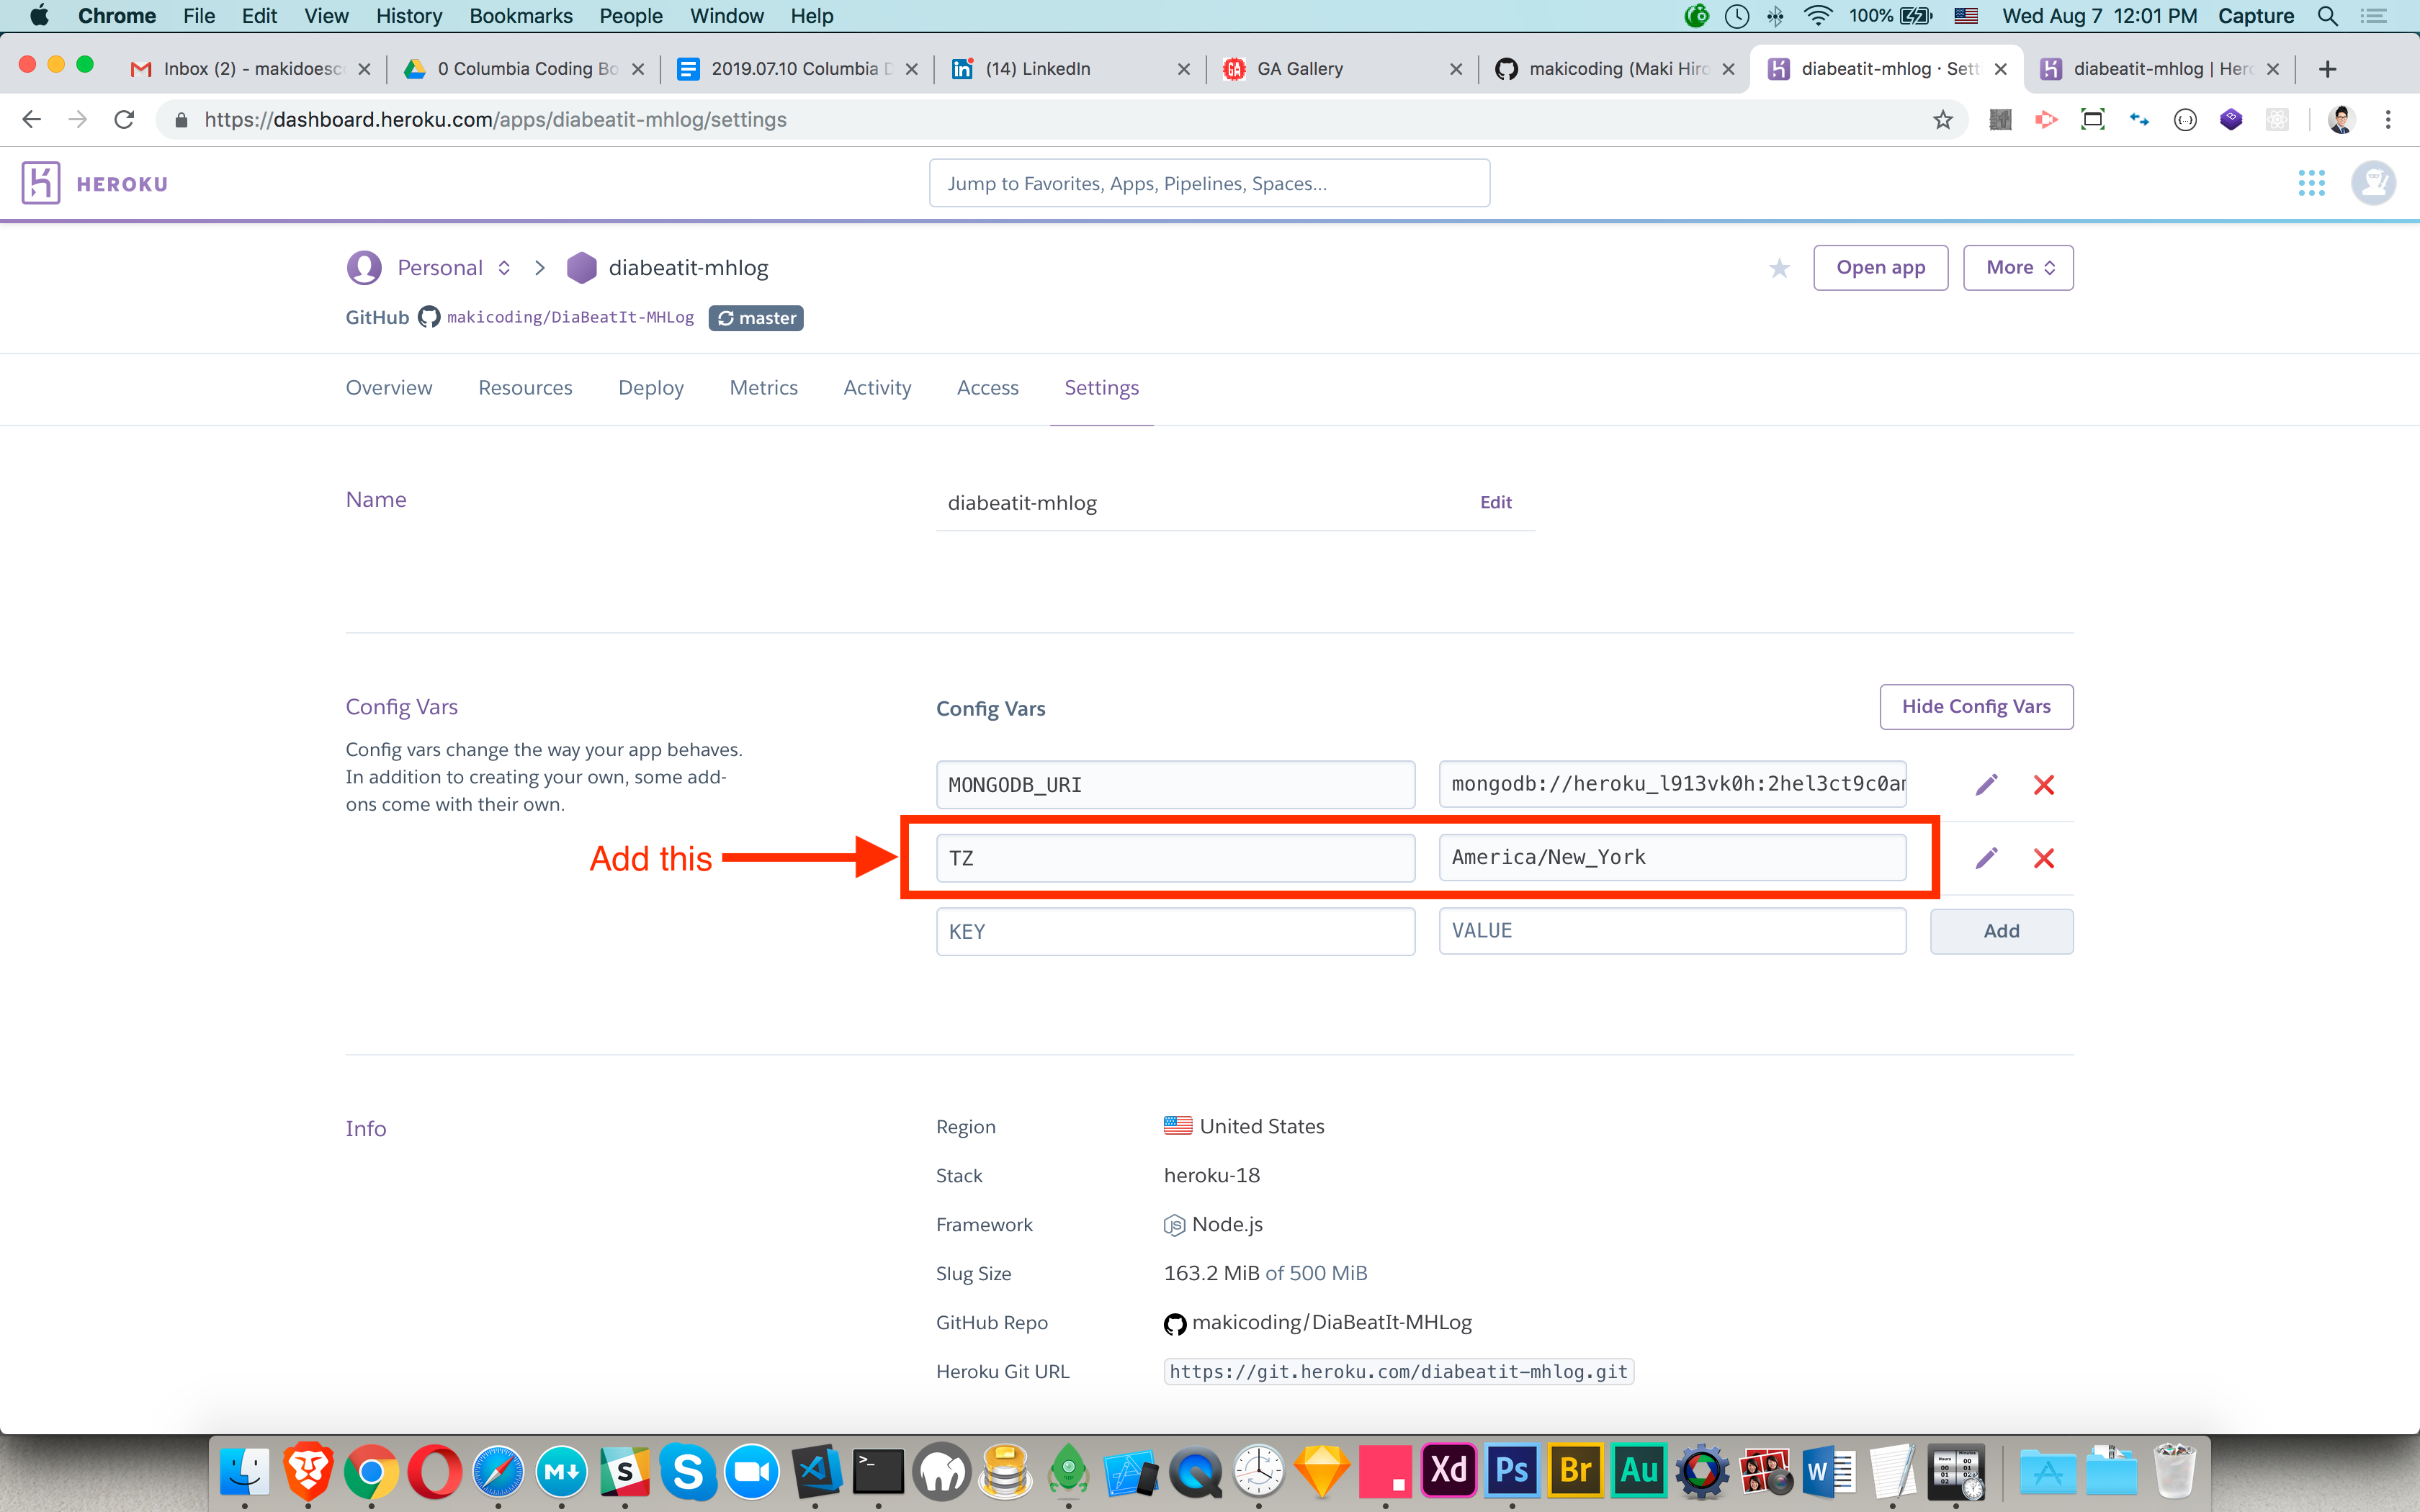 Chrome File Edit View History Bookmarks People Window Help 100% Wed Aug 7 12:01 PM Capture
Inbox (2) - makidoesc 0 Columbia Coding Bo 2019.07.10 Columbia D (14) LinkedIn GA Gallery makicoding (Maki Hiro diabeatit-mhlog · Sett diabeatit-mhlog | Her
https://dashboard.heroku.com/apps/diabeatit-mhlog/settings
HEROKU
Jump to Favorites, Apps, Pipelines, Spaces...
Personal diabeatit-mhlog
Open app More
GitHub makicoding/DiaBeatIt-MHLog master
Overview Resources Deploy Metrics Activity Access Settings
Name
diabeatit-mhlog Edit
Config Vars
Config vars change the way your app behaves.
In addition to creating your own, some add-
ons come with their own.
Config Vars
Hide Config Vars
MONGODB_URI mongodb://heroku_l913vk0h:2hel3ct9c0ar
Add this
TZ America/New_York
KEY VALUE Add
Info
Region United States
Stack heroku-18
Framework Node.js
Slug Size 163.2 MiB of 500 MiB
GitHub Repo makicoding/DiaBeatIt-MHLog
Heroku Git URL https://git.heroku.com/diabeatit-mhlog.git
Xd Ps Br Au